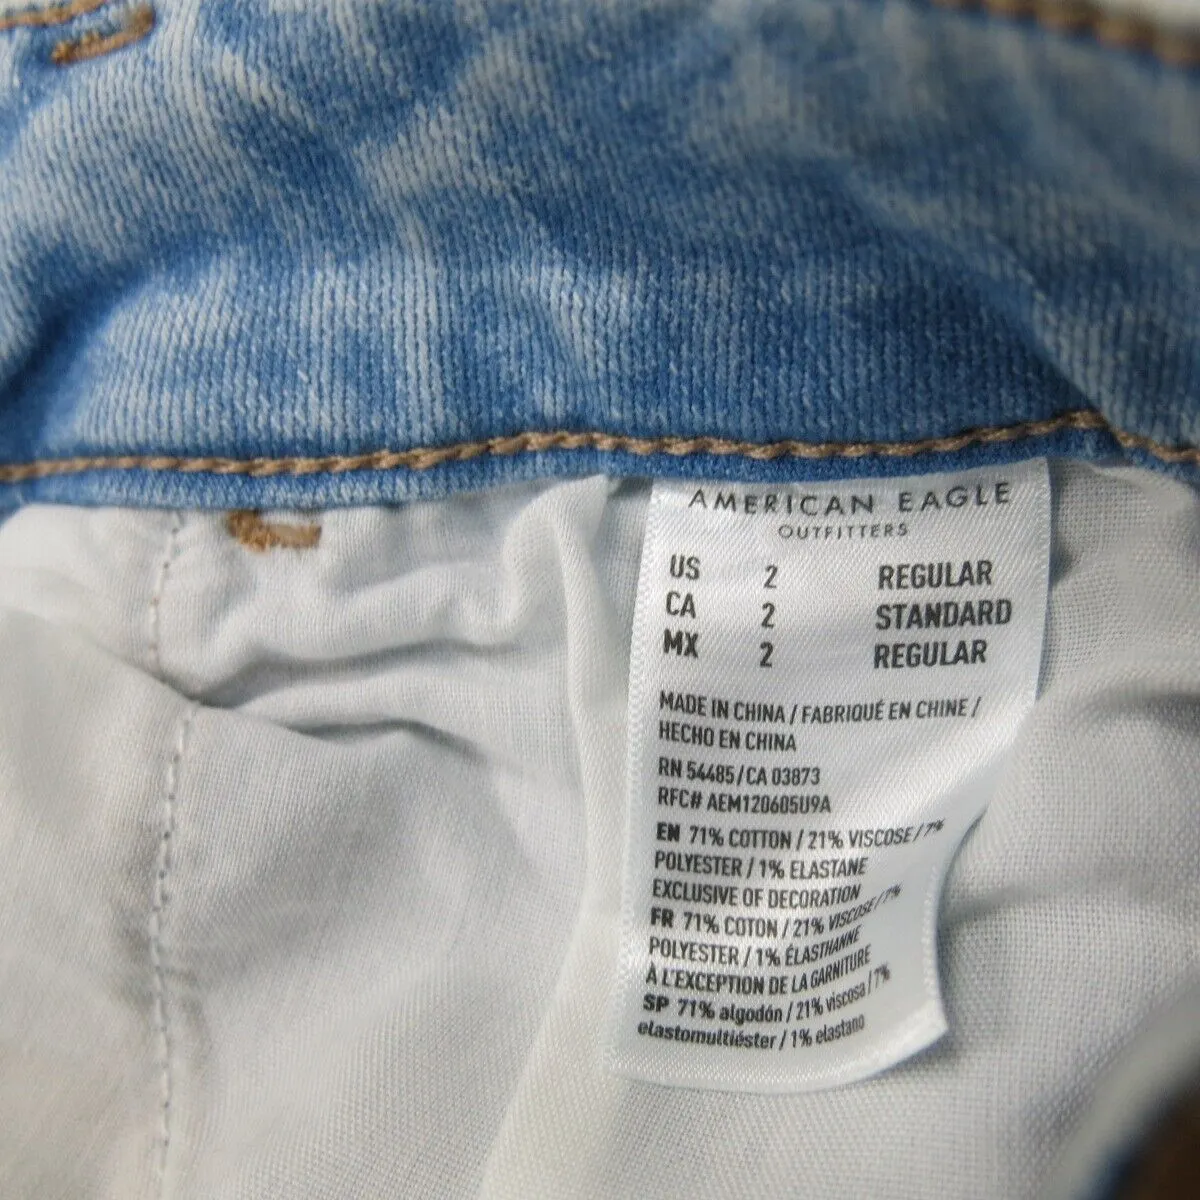 AMERICAN EAGLE
OUTFITTERS
US 2 REGULAR
CA 2 STANDARD
MX 2 REGULAR
MADE IN CHINA / FABRIQUÉ EN CHINE /
HECHO EN CHINA
RN 54485/CA 03873
RFC# AEM120605U9A
EN 71% COTTON / 21% VISCOSE / 7%
POLYESTER / 1% ELASTANE
EXCLUSIVE OF DECORATION
FR 71% COTON / 21% VISCOSE / 7%
POLYESTER / 1% ÉLASTHANNE
À L'EXCEPTION DE LA GARNITURE
SP 71% algodón / 21% viscosa / 7%
elastomultiéster / 1% elastano